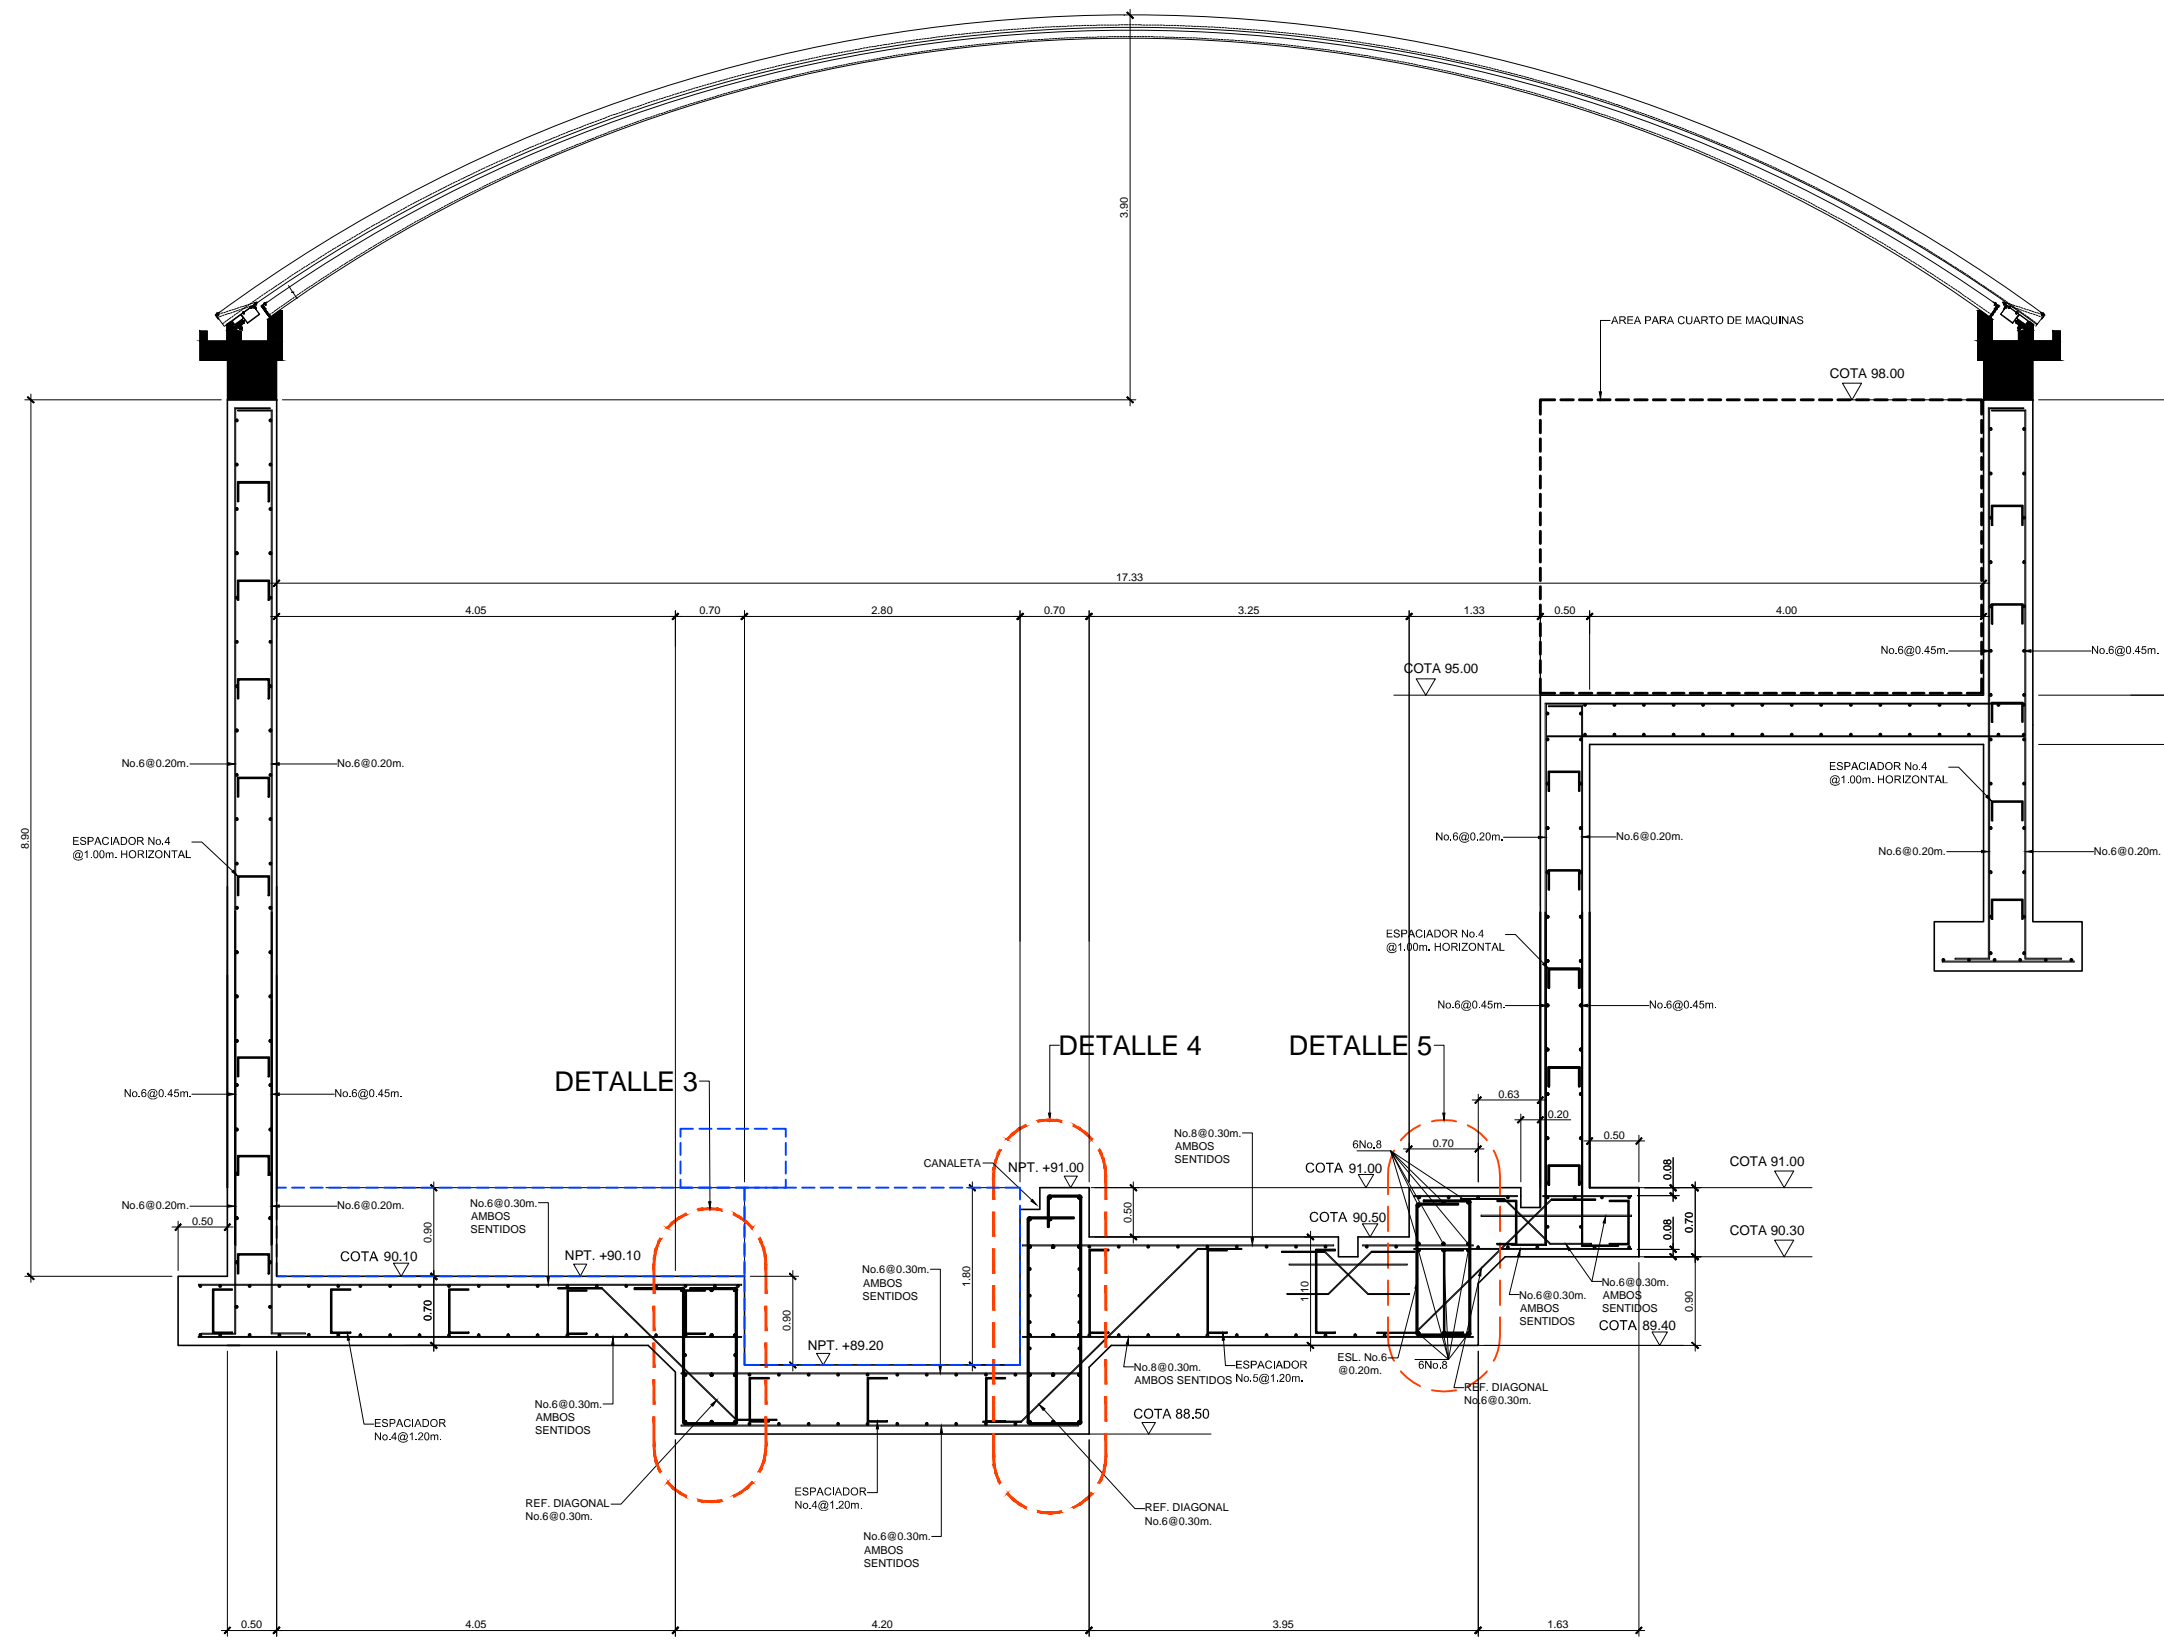 3.90
AREA PARA CUARTO DE MAQUINAS
COTA 98.00
17.33
4.05
0.70
2.80
0.70
3.25
1.33
0.50
4.00
No.6@0.45m.
No.6@0.45m.
COTA 95.00
No.6@0.20m.
No.6@0.20m.
ESPACIADOR No.4
@1.00m. HORIZONTAL
8.90
ESPACIADOR No.4
@1.00m. HORIZONTAL
No.6@0.20m.
No.6@0.20m.
No.6@0.20m.
No.6@0.20m.
ESPACIADOR No.4
@1.00m. HORIZONTAL
No.6@0.45m.
No.6@0.45m.
DETALLE 3
DETALLE 4
DETALLE 5
No.6@0.45m.
No.6@0.45m.
0.63
0.20
0.50
No.8@0.30m.
AMBOS
SENTIDOS
6No.8
0.70
CANALETA
NPT. +91.00
COTA 91.00
COTA 91.00
0.08
No.6@0.20m.
No.6@0.20m.
0.50
No.6@0.30m.
AMBOS
SENTIDOS
0.90
0.50
COTA 90.50
0.08
0.70
COTA 90.30
COTA 90.10
NPT. +90.10
No.6@0.30m.
AMBOS
SENTIDOS
1.80
1.10
No.6@0.30m.
AMBOS
SENTIDOS
No.6@0.30m.
AMBOS
SENTIDOS
0.90
0.70
0.90
COTA 89.40
NPT. +89.20
No.8@0.30m.
AMBOS SENTIDOS
ESPACIADOR
No.5@1.20m.
ESL. No.6
@0.20m.
6No.8
REF. DIAGONAL
No.6@0.30m.
No.6@0.30m.
AMBOS
SENTIDOS
COTA 88.50
ESPACIADOR
No.4@1.20m.
ESPACIADOR
No.4@1.20m.
REF. DIAGONAL
No.6@0.30m.
REF. DIAGONAL
No.6@0.30m.
No.6@0.30m.
AMBOS
SENTIDOS
0.50
4.05
4.20
3.95
1.63